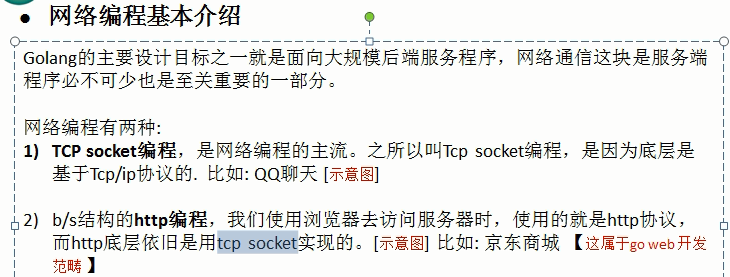 ● 网络编程基本介绍
Golang的主要设计目标之一就是面向大规模后端服务程序，网络通信这块是服务端
程序必不可少也是至关重要的一部分。
网络编程有两种:
1) TCP socket编程，是网络编程的主流。之所以叫Tcp socket编程，是因为底层是
基于Tcp/ip协议的. 比如: QQ聊天 [示意图]
2) b/s结构的http编程，我们使用浏览器去访问服务器时，使用的就是http协议，
而http底层依旧是用tcp socket实现的。[示意图] 比如: 京东商城 【这属于go web 开发
范畴 】